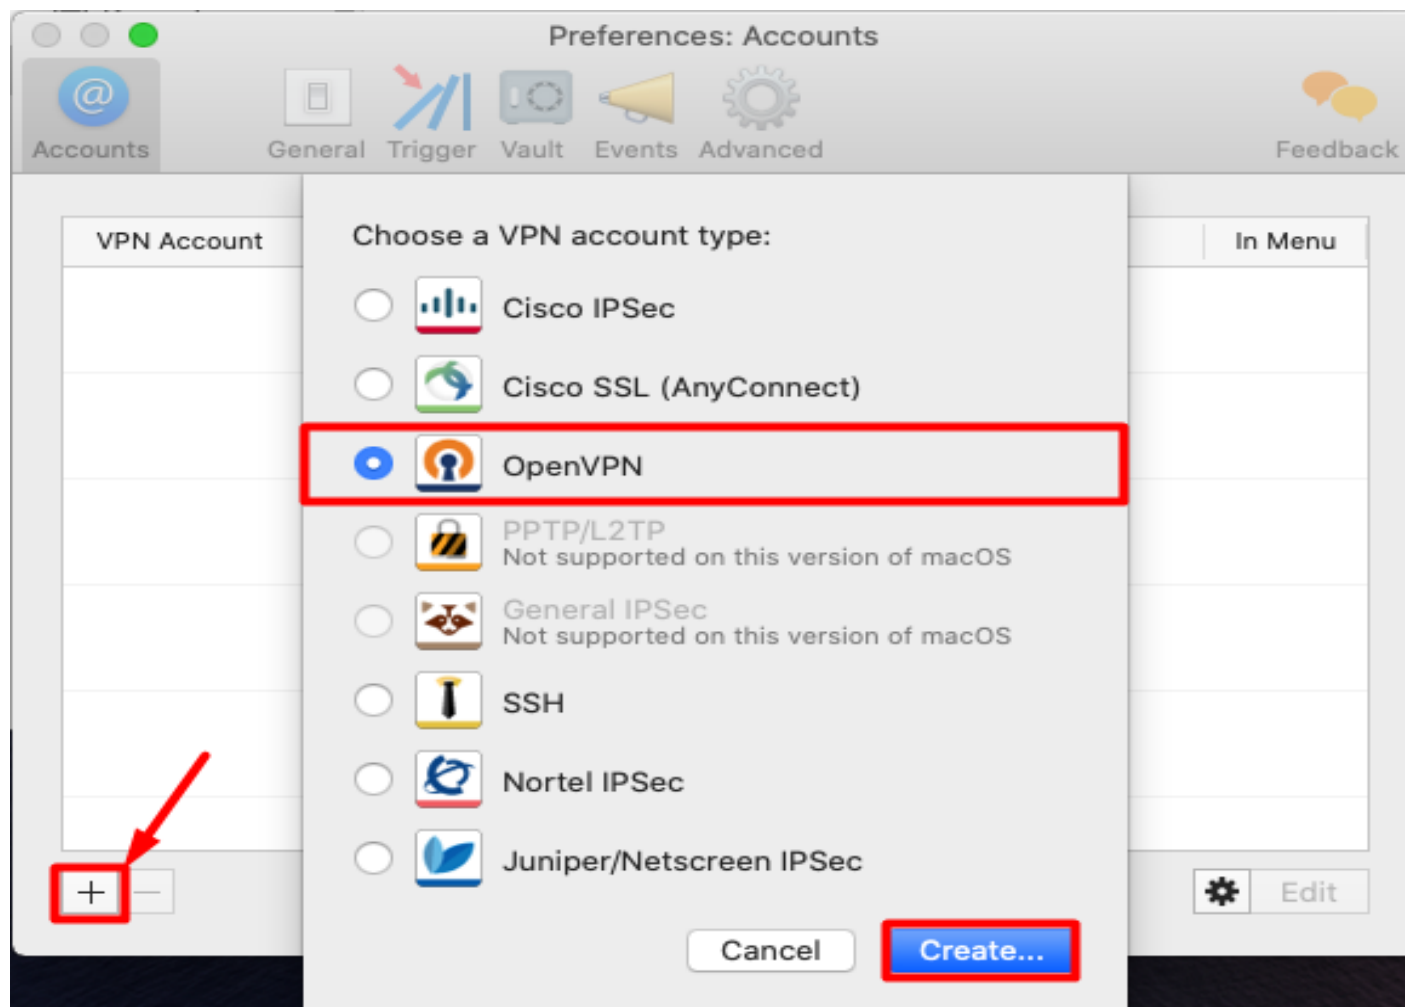 Preferences: Accounts
Accounts
General
Trigger
Vault
Events
Advanced
Feedback
VPN Account
In Menu
Choose a VPN account type:
Cisco IPSec
Cisco SSL (AnyConnect)
OpenVPN
PPTP/L2TP
Not supported on this version of macOS
General IPSec
Not supported on this version of macOS
SSH
Nortel IPSec
Juniper/Netscreen IPSec
Edit
Cancel
Create...